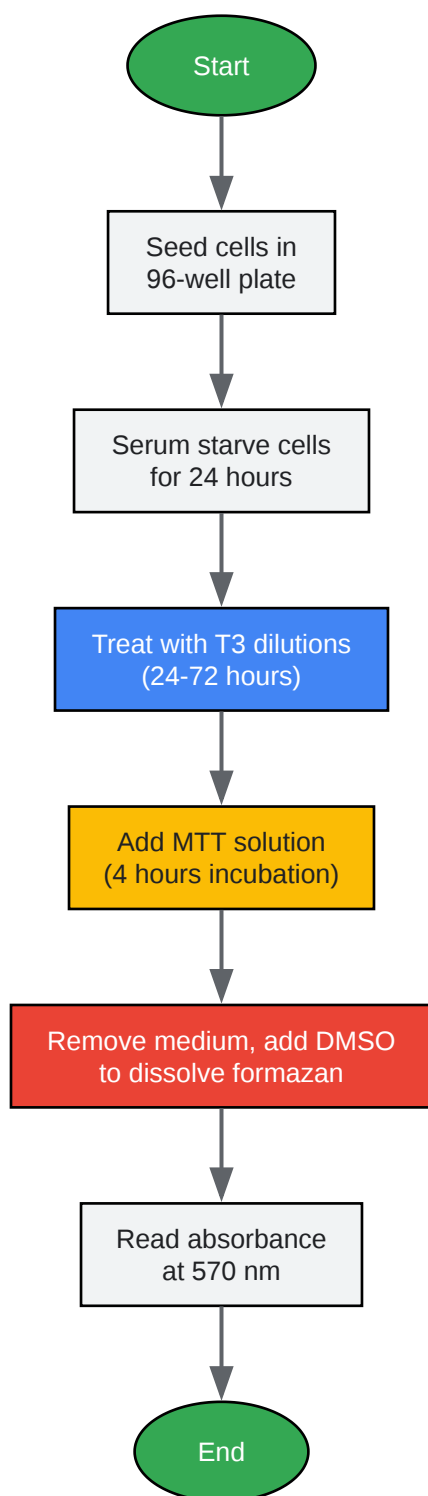 Start
Seed cells in
96-well plate
Serum starve cells
for 24 hours
Treat with T3 dilutions
(24-72 hours)
Add MTT solution
(4 hours incubation)
Remove medium, add DMSO
to dissolve formazan
Read absorbance
at 570 nm
End